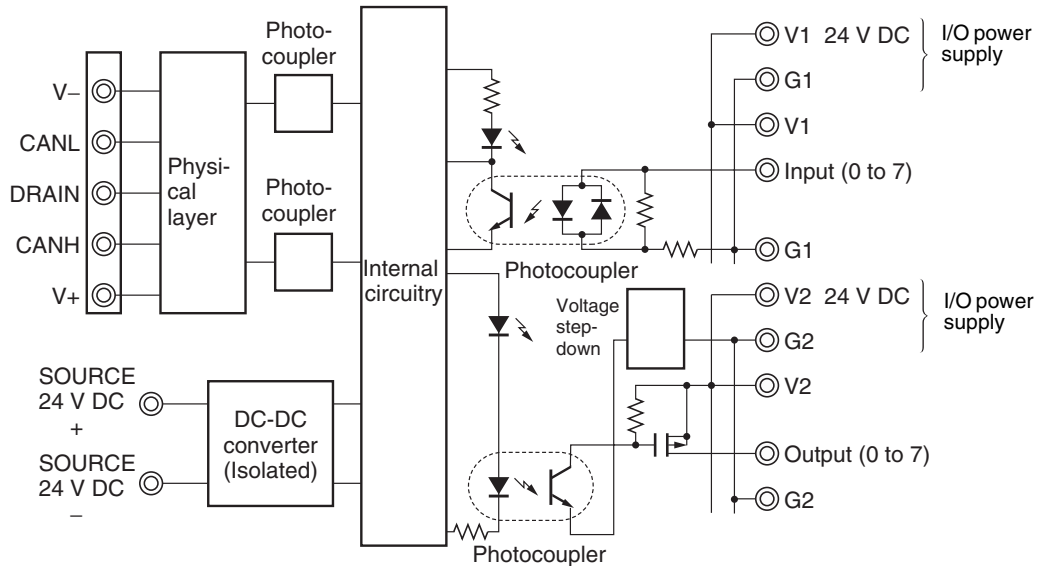 Photo-
coupler
V–
CANL
DRAIN
CANH
V+
Physi-
cal
layer
Photo-
coupler
Internal
circuitry
SOURCE
24 V DC
+
SOURCE
24 V DC
–
DC-DC
converter
(Isolated)
Photocoupler
Voltage
step-
down
Photocoupler
V1 24 V DC
I/O power
supply
G1
V1
Input (0 to 7)
G1
V2 24 V DC
I/O power
supply
G2
V2
Output (0 to 7)
G2